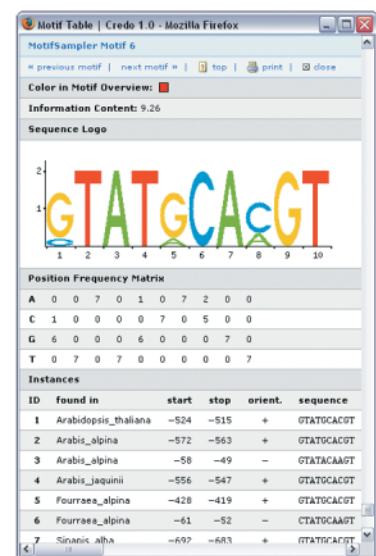 Motif Table | Credo 1.0 - Mozilla Firefox
MotifSampler Motif 6
« previous motif | next motif » | top | print | close
Color in Motif Overview:
Information Content: 9.26
Sequence Logo
2
1
GTATGCACGT
C A A
1 2 3 4 5 6 7 8 9 10
Position Frequency Matrix
A 0 0 7 0 1 0 7 2 0 0
C 1 0 0 0 0 7 0 5 0 0
G 6 0 0 0 6 0 0 0 7 0
T 0 7 0 7 0 0 0 0 0 7
Instances
ID found in start stop orient. sequence
1 Arabidopsis_thaliana -524 -515 + GTATGCACGT
2 Arabis_alpina -572 -563 + GTATGCACGT
3 Arabis_alpina -58 -49 - GTATACAAGT
4 Arabis_jaquinii -556 -547 + GTATGCACGT
5 Fourraea_alpina -428 -419 + GTATGCACGT
6 Fourraea_alpina -61 -52 - CTATGCAAGT
7 Sinapis_alba -692 -683 + GTATGCACGT